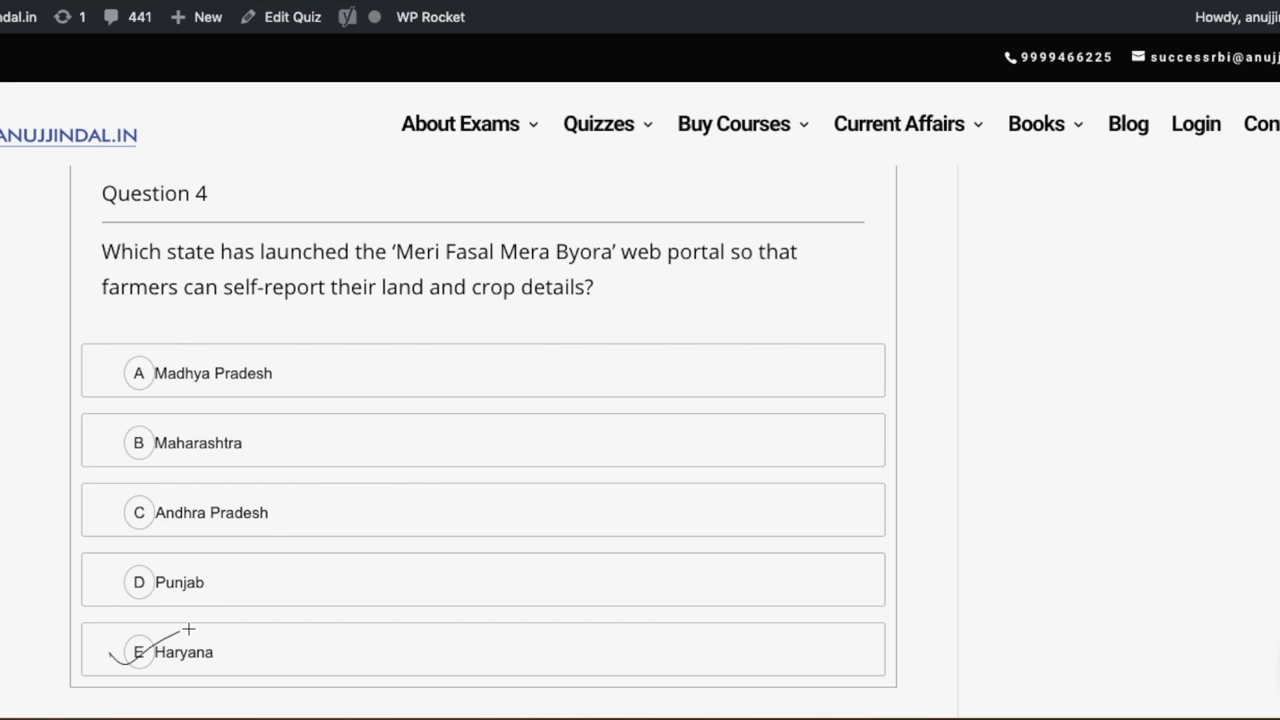 ndal.in 1 441 New Edit Quiz WP Rocket Howdy, anujji
9999466225 successrbi@anujj
ANUJJINDAL.IN About Exams Quizzes Buy Courses Current Affairs Books Blog Login Con
Question 4
Which state has launched the ‘Meri Fasal Mera Byora’ web portal so that
farmers can self-report their land and crop details?
A Madhya Pradesh
B Maharashtra
C Andhra Pradesh
D Punjab
E Haryana